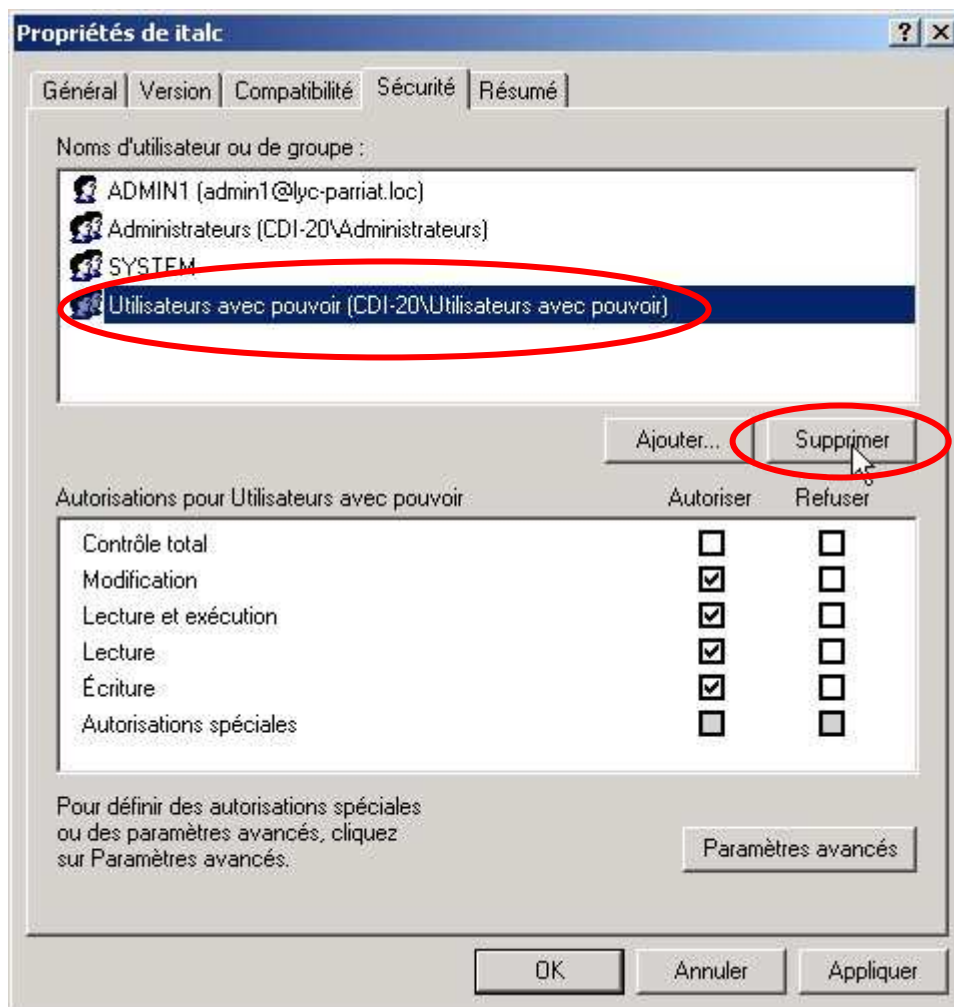 Propriétés de italc
Général Version Compatibilité Sécurité Résumé
Noms d'utilisateur ou de groupe :
ADMIN1 (admin1@lyc-parriat.loc)
Administrateurs (CDI-20\Administrateurs)
SYSTEM
Utilisateurs avec pouvoir (CDI-20\Utilisateurs avec pouvoir)
Ajouter... Supprimer
Autorisations pour Utilisateurs avec pouvoir Autoriser Refuser
Contrôle total
Modification
Lecture et exécution
Lecture
Écriture
Autorisations spéciales
Pour définir des autorisations spéciales
ou des paramètres avancés, cliquez
sur Paramètres avancés.
Paramètres avancés
OK Annuler Appliquer